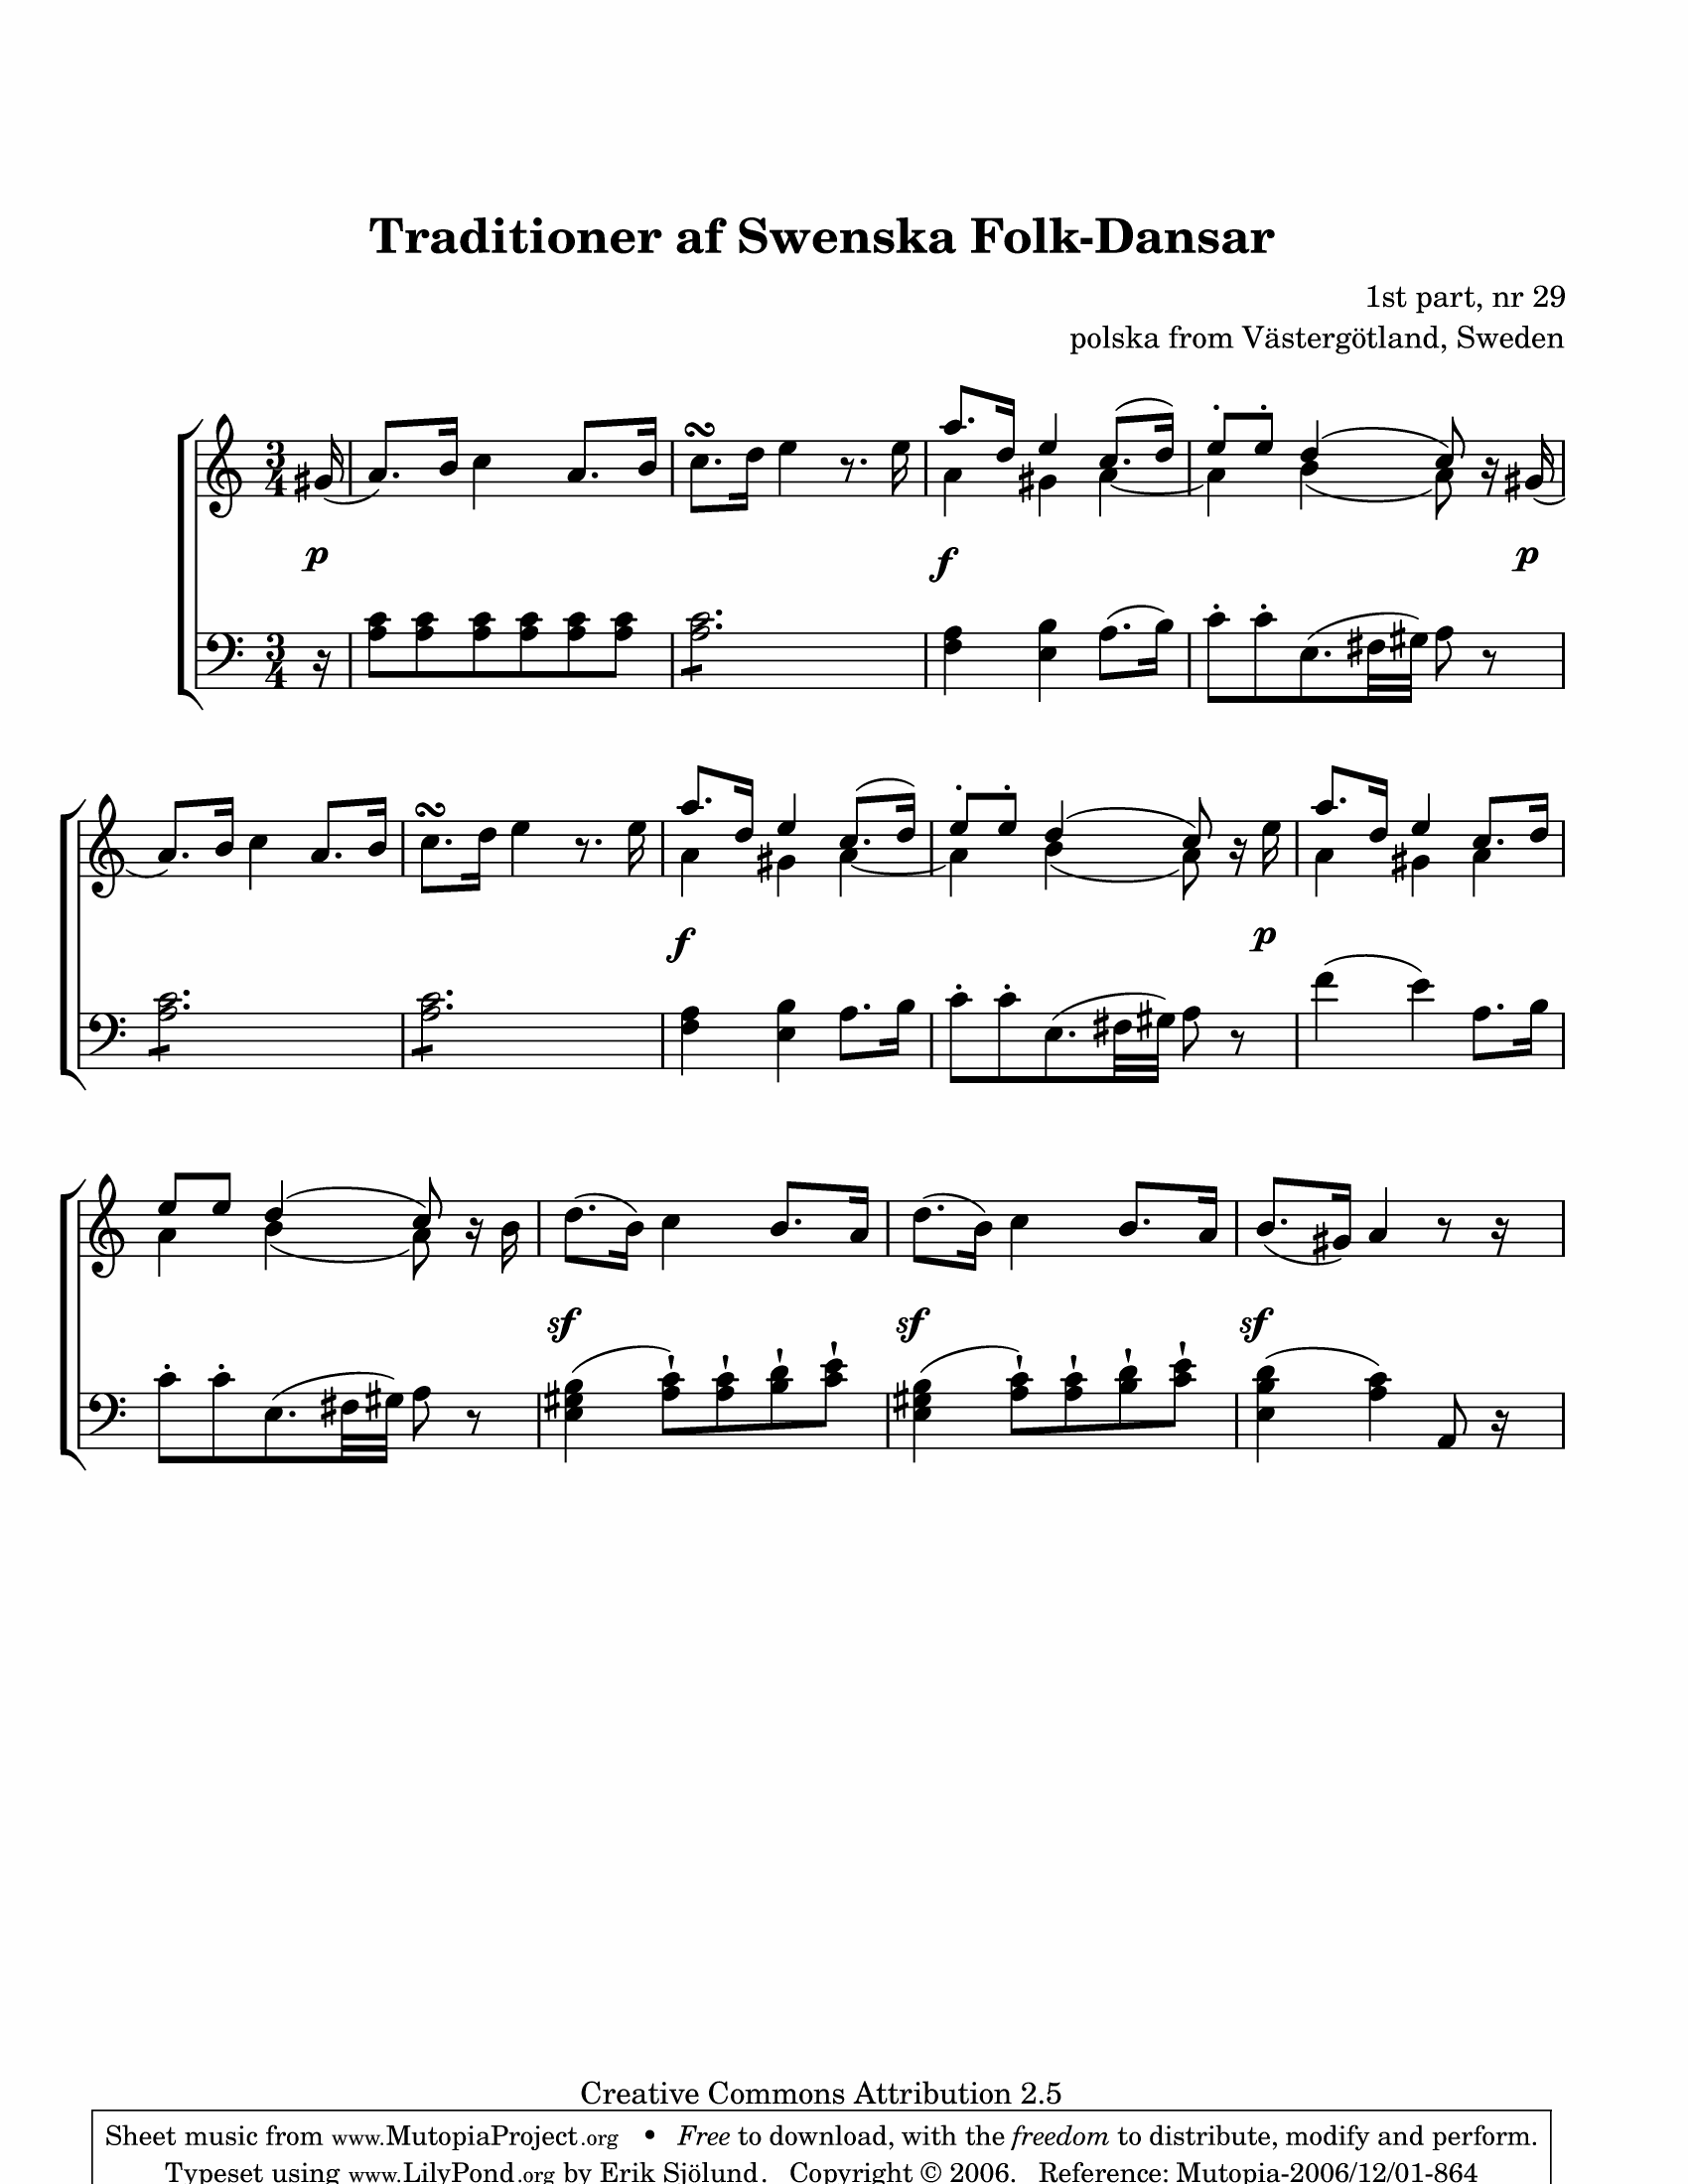 Traditioner af Swenska Folk-Dansar
1st part, nr 29
polska from Västergötland, Sweden
3
4
p
f
p
3
4
f
p
sf
sf
sf
Creative Commons Attribution 2.5
Sheet music from www.MutopiaProject.org • Free to download, with the freedom to distribute, modify and perform.
Typeset using www.LilyPond.org by Erik Sjölund. Copyright © 2006. Reference: Mutopia-2006/12/01-864